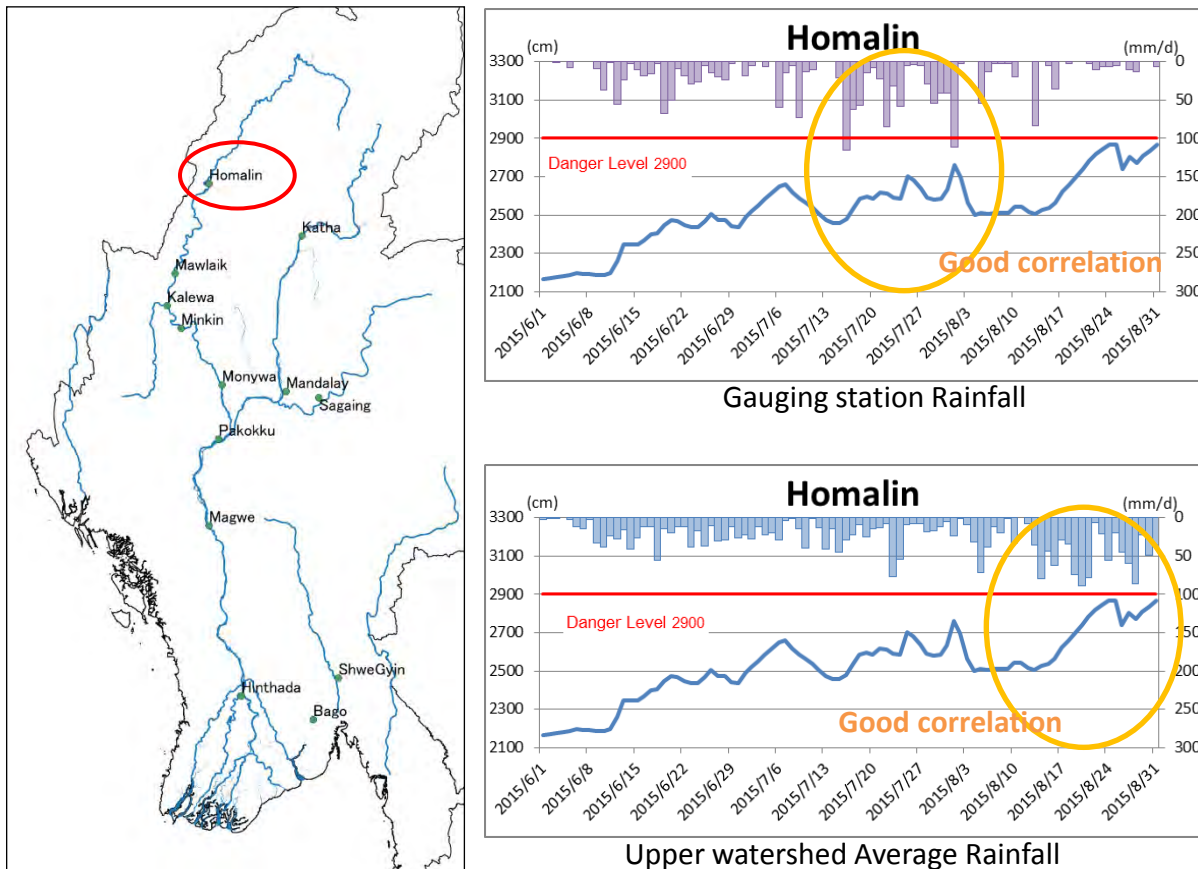 Homalin
Katha
Mawlaik
Kalewa
Minkin
Monywa
Mandalay
Sagaing
Pakokku
Magwe
ShweGyin
Hinthada
Bago
Homalin
(cm)
(mm/d)
3300
3100
2900
2700
2500
2300
2100
0
50
100
150
200
250
300
Danger Level 2900
Good correlation
2015/6/1
2015/6/8
2015/6/15
2015/6/22
2015/6/29
2015/7/6
2015/7/13
2015/7/20
2015/7/27
2015/8/3
2015/8/10
2015/8/17
2015/8/24
2015/8/31
Gauging station Rainfall
Homalin
(cm)
(mm/d)
3300
3100
2900
2700
2500
2300
2100
0
50
100
150
200
250
300
Danger Level 2900
Good correlation
2015/6/1
2015/6/8
2015/6/15
2015/6/22
2015/6/29
2015/7/6
2015/7/13
2015/7/20
2015/7/27
2015/8/3
2015/8/10
2015/8/17
2015/8/24
2015/8/31
Upper watershed Average Rainfall